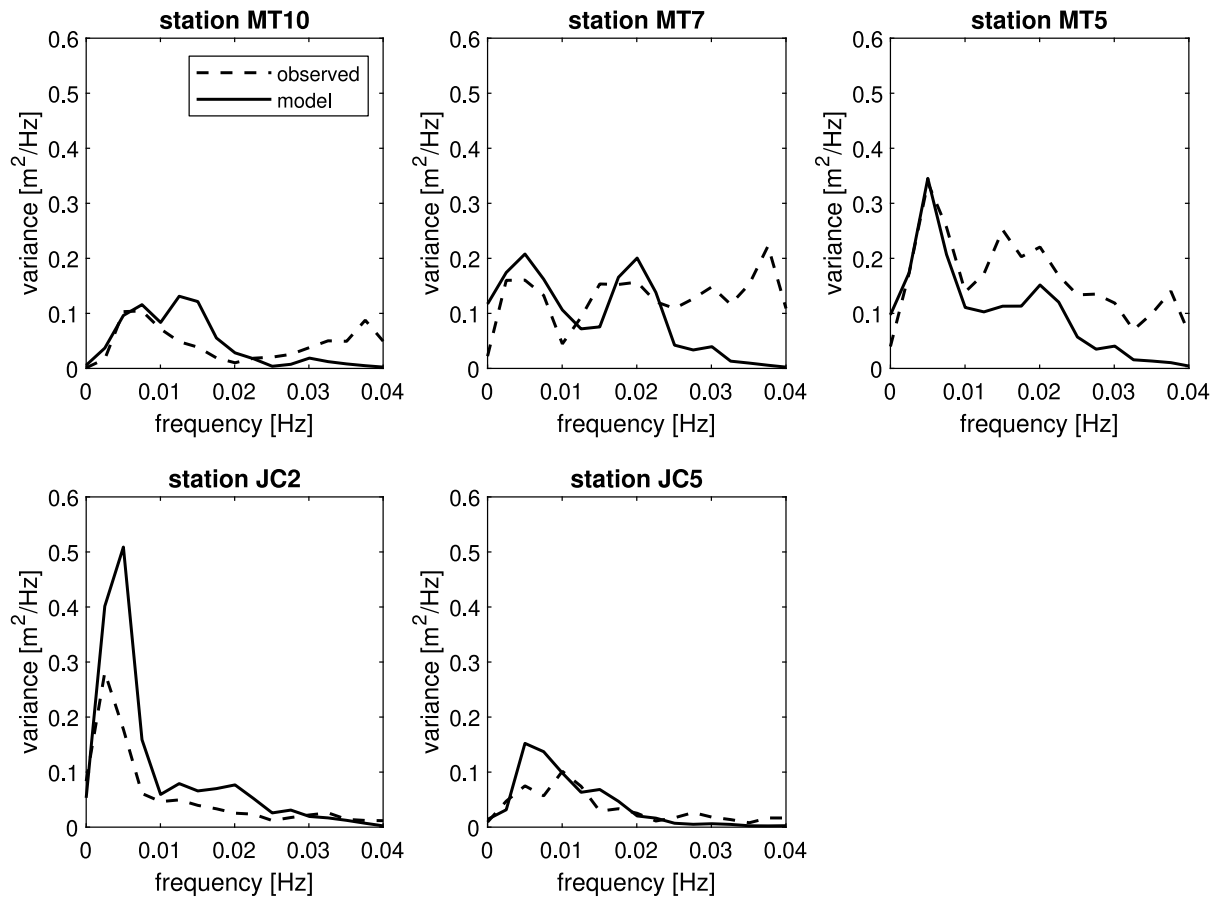 station MT10
0.6
0.5
0.4
0.3
0.2
0.1
0
0 0.01 0.02 0.03 0.04
variance [m²/Hz]
frequency [Hz]
observed
model
station MT7
0.6
0.5
0.4
0.3
0.2
0.1
0
0 0.01 0.02 0.03 0.04
variance [m²/Hz]
frequency [Hz]
station MT5
0.6
0.5
0.4
0.3
0.2
0.1
0
0 0.01 0.02 0.03 0.04
variance [m²/Hz]
frequency [Hz]
station JC2
0.6
0.5
0.4
0.3
0.2
0.1
0
0 0.01 0.02 0.03 0.04
variance [m²/Hz]
frequency [Hz]
station JC5
0.6
0.5
0.4
0.3
0.2
0.1
0
0 0.01 0.02 0.03 0.04
variance [m²/Hz]
frequency [Hz]